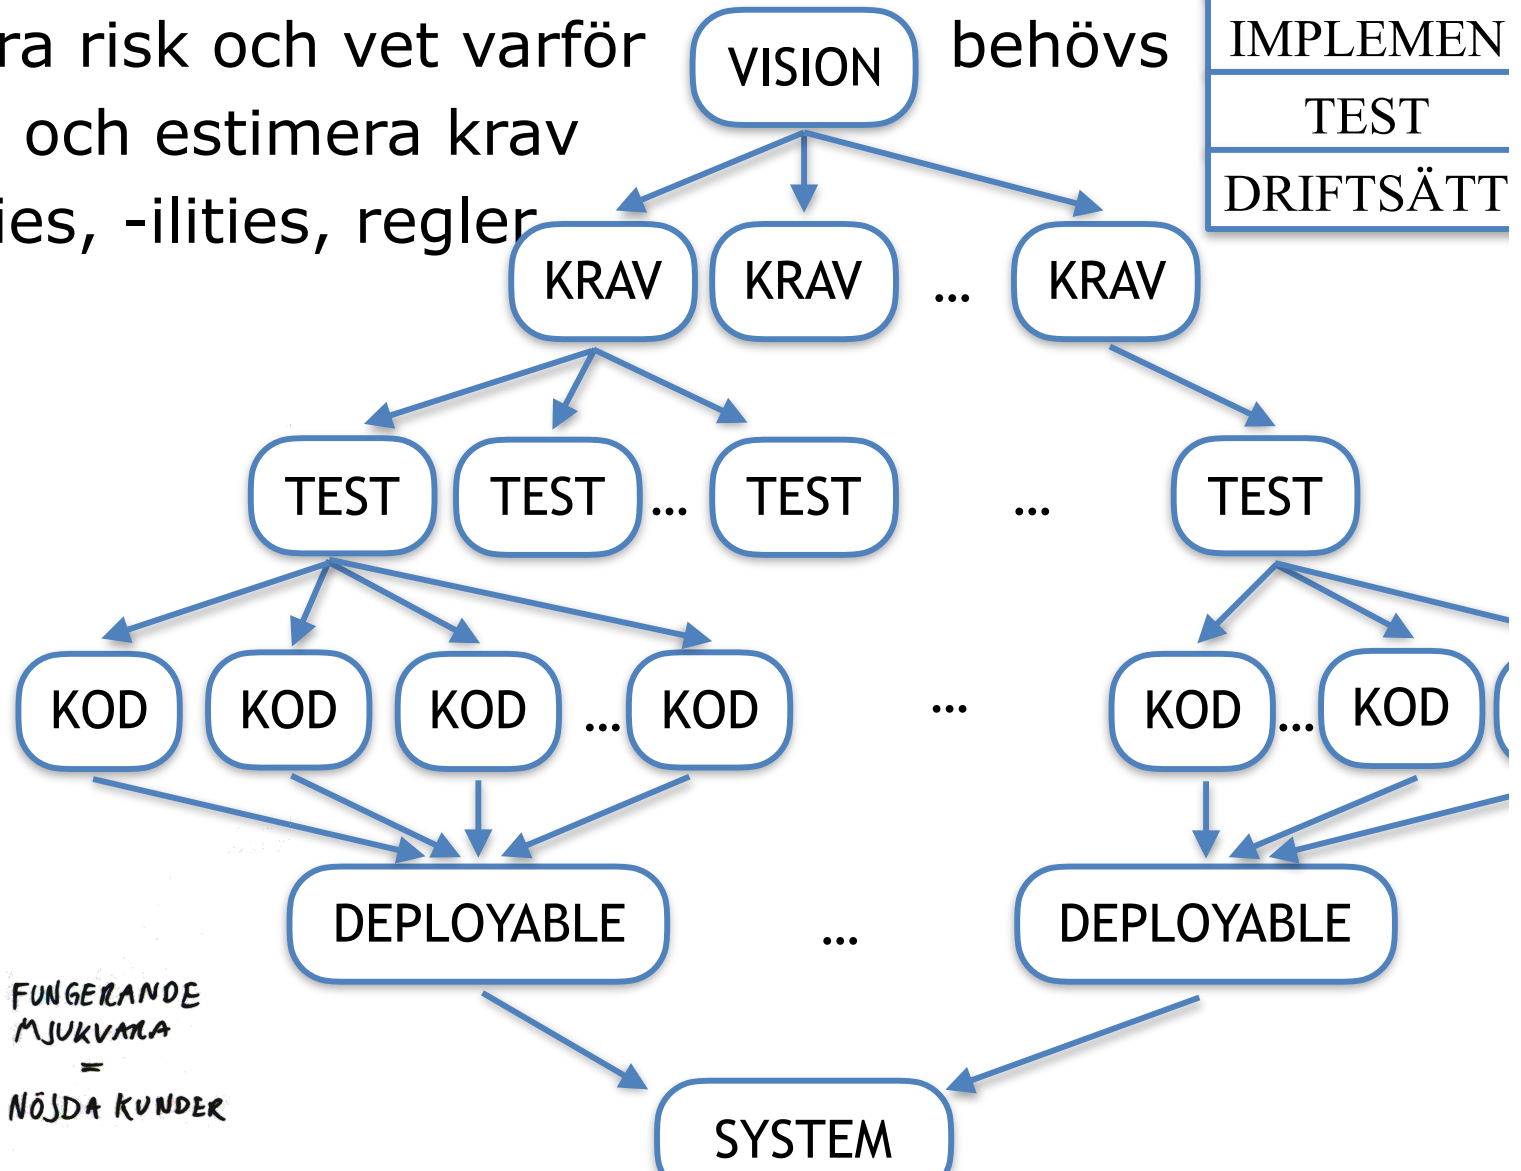 ra risk och vet varför VISION behövs
och estimera krav
ies, -ilities, regler
IMPLEMEN
TEST
DRIFTSÄTT
KRAV KRAV ... KRAV
TEST TEST ... TEST ... TEST
KOD KOD KOD ... KOD ... KOD ... KOD
DEPLOYABLE ... DEPLOYABLE
FUNGERANDE
MJUKVARA
=
NÖJDA KUNDER
SYSTEM